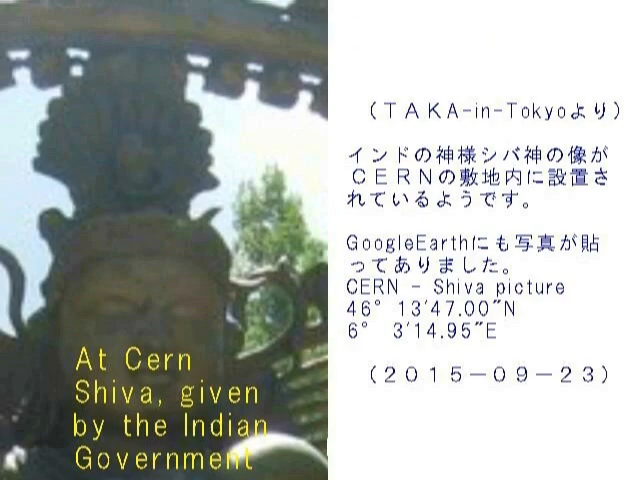 At Cern
Shiva, given
by the Indian
Government
（ＴＡＫＡ-in-Tokyoより）
インドの神様シバ神の像が
ＣＥＲＮの敷地内に設置さ
れているようです。
GoogleEarthにも写真が貼
ってありました。
CERN - Shiva picture
46° 13'47.00"N
6°  3'14.95"E
（２０１５－０９－２３）